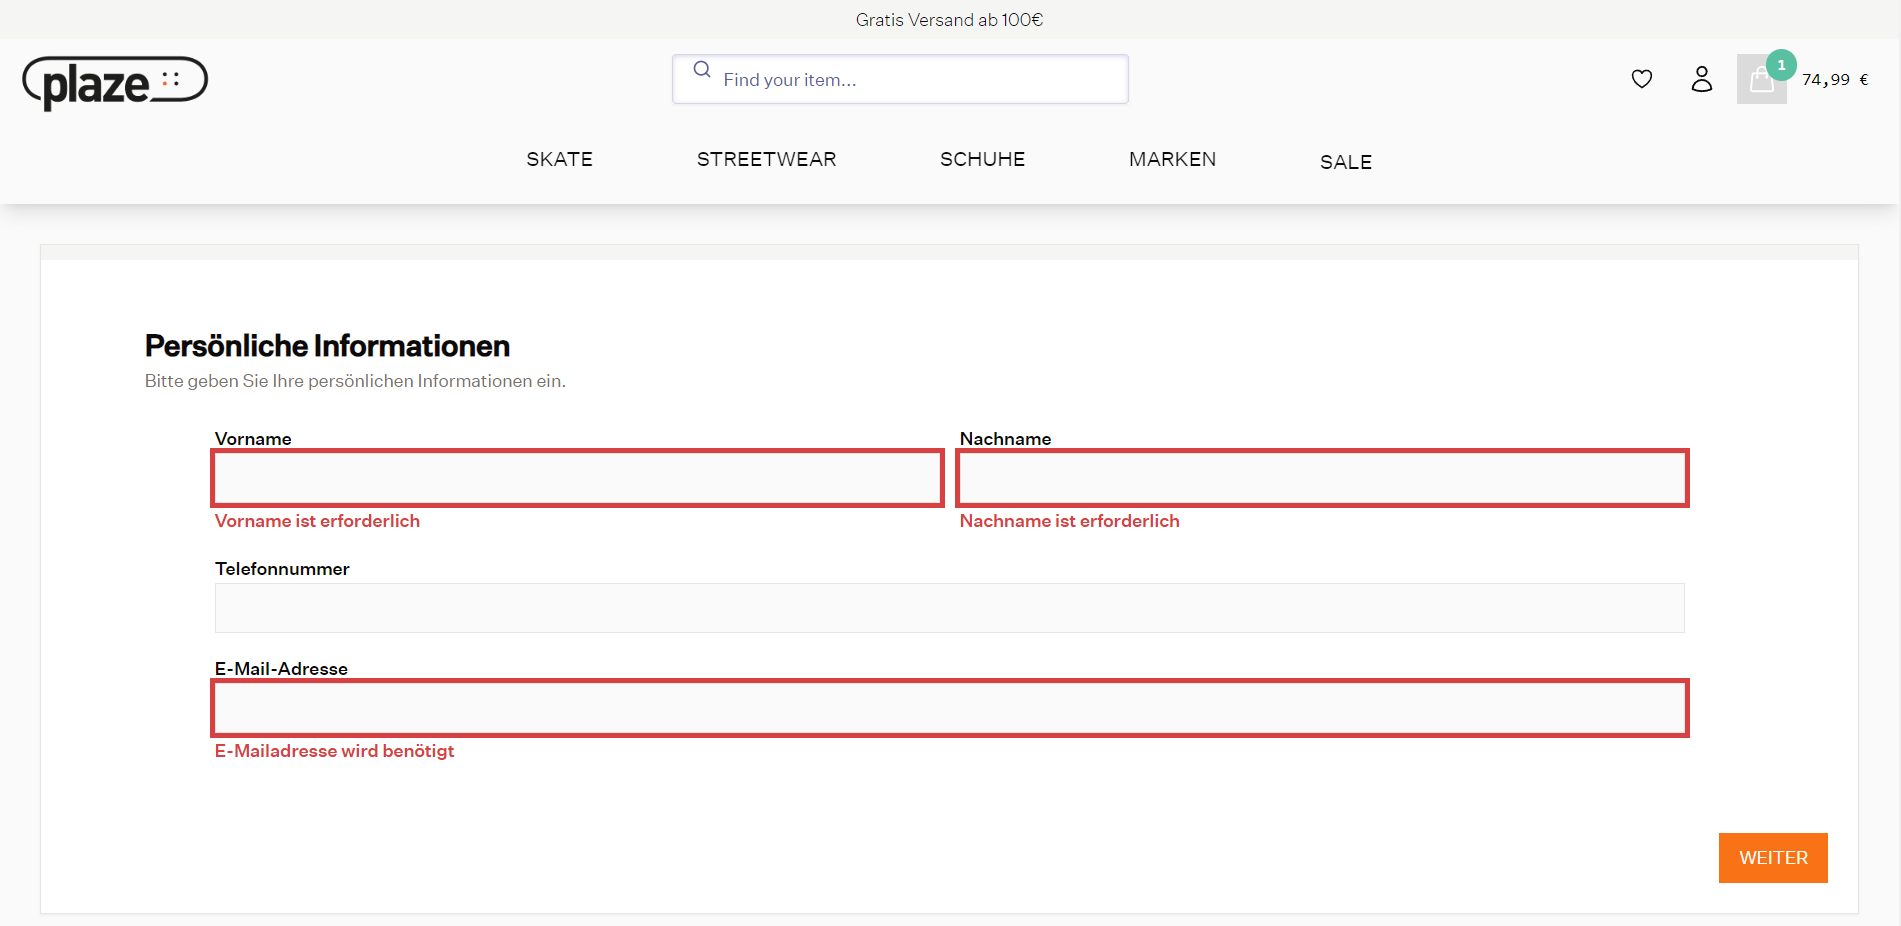 Gratis Versand ab 100€
plaze
Find your item...
1
74,99 €
SKATE
STREETWEAR
SCHUHE
MARKEN
SALE
Persönliche Informationen
Bitte geben Sie Ihre persönlichen Informationen ein.
Vorname
Nachname
Vorname ist erforderlich
Nachname ist erforderlich
Telefonnummer
E-Mail-Adresse
E-Mailadresse wird benötigt
WEITER